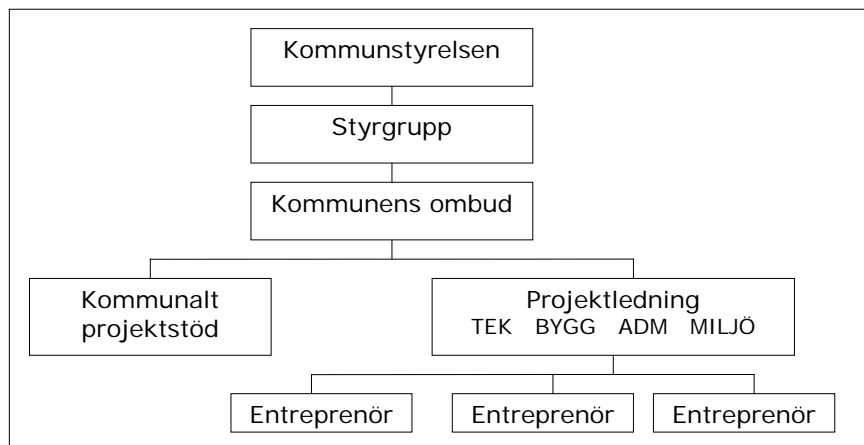 Kommunstyrelsen
Styrgrupp
Kommunens ombud
Kommunalt
projektstöd
Projektledning
TEK BYGG ADM MILJÖ
Entreprenör
Entreprenör
Entreprenör